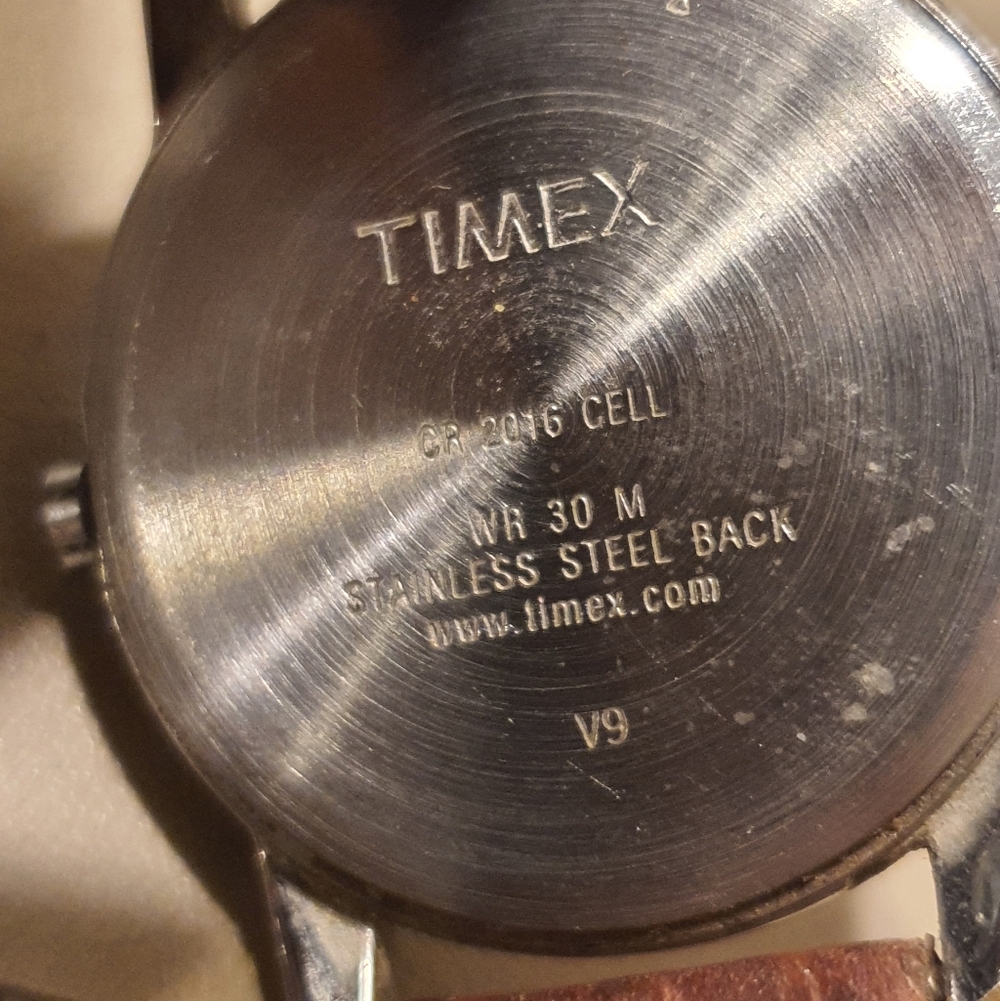 TIMEX
CR 2016 CELL
WR 30 M
STAINLESS STEEL BACK
www.timex.com
V9